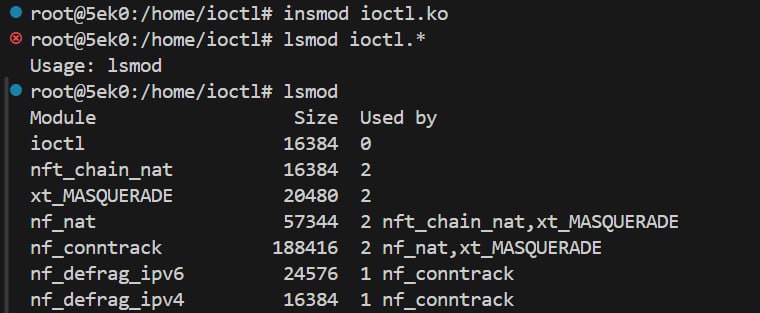 root@5ek0:/home/ioctl# insmod ioctl.ko
root@5ek0:/home/ioctl# lsmod ioctl.*
Usage: lsmod
root@5ek0:/home/ioctl# lsmod
Module                  Size  Used by
ioctl                  16384  0
nft_chain_nat          16384  2
xt_MASQUERADE          20480  2
nf_nat                 57344  2 nft_chain_nat,xt_MASQUERADE
nf_conntrack          188416  2 nf_nat,xt_MASQUERADE
nf_defrag_ipv6         24576  1 nf_conntrack
nf_defrag_ipv4         16384  1 nf_conntrack